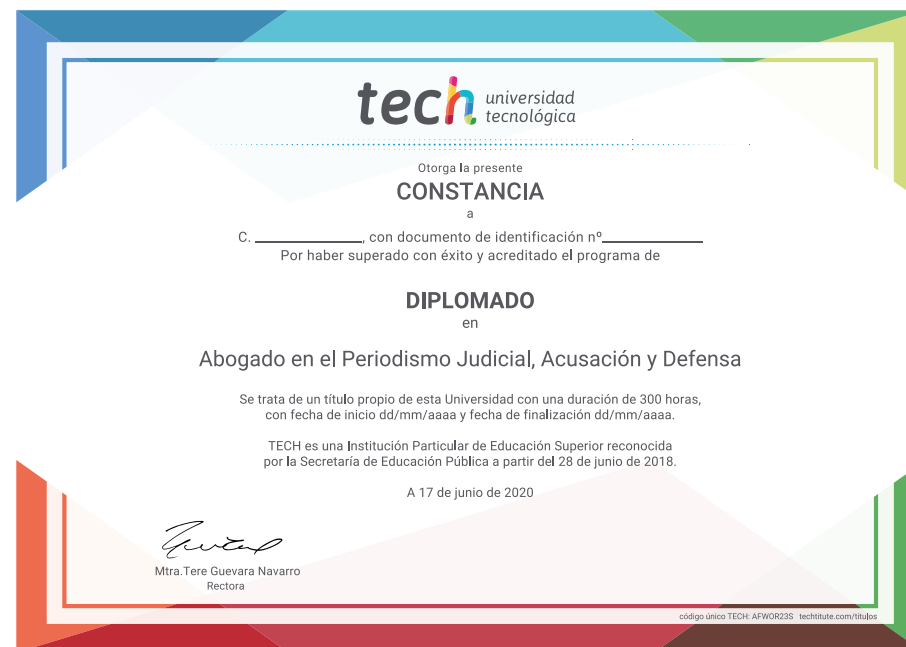 tech universidad
tecnológica
Otorga la presente
CONSTANCIA
a
C. ____________, con documento de identificación nº____________
Por haber superado con éxito y acreditado el programa de
DIPLOMADO
en
Abogado en el Periodismo Judicial, Acusación y Defensa
Se trata de un título propio de esta Universidad con una duración de 300 horas,
con fecha de inicio dd/mm/aaaa y fecha de finalización dd/mm/aaaa.
TECH es una Institución Particular de Educación Superior reconocida
por la Secretaría de Educación Pública a partir del 28 de junio de 2018.
A 17 de junio de 2020
Mtra.Tere Guevara Navarro
Rectora
código único TECH: AFWOR23S techtitute.com/titulos